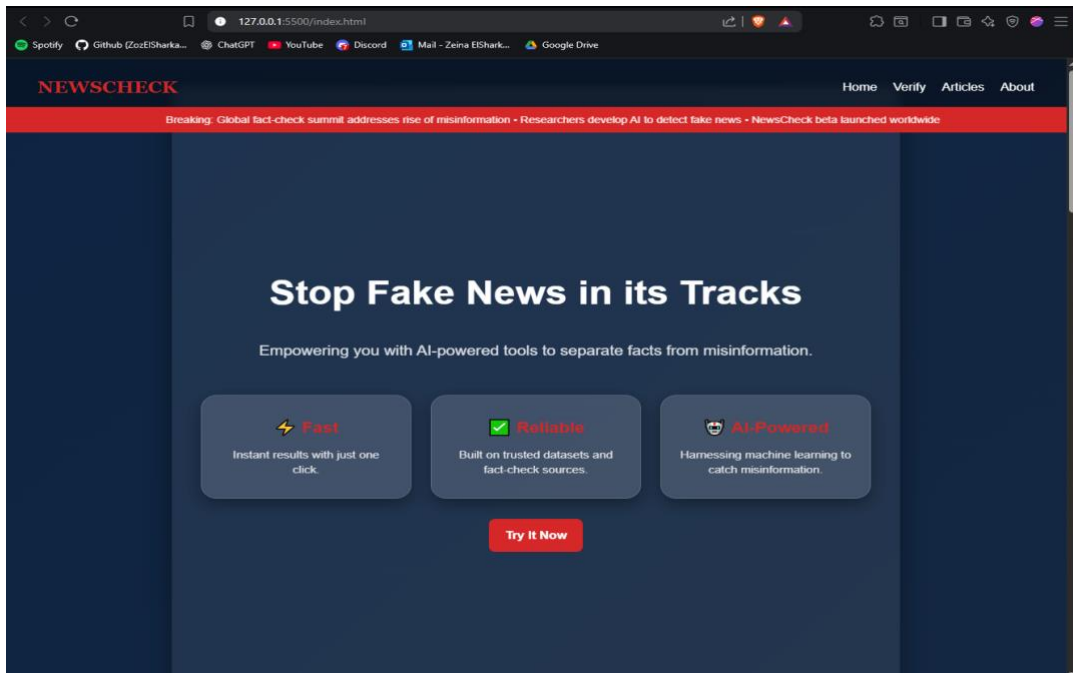 127.0.0.1:5500/index.html
Spotify Github (ZozElSharka... ChatGPT YouTube Discord Mail - Zeina ElShark... Google Drive
NEWSCHECK Home Verify Articles About
Breaking: Global fact-check summit addresses rise of misinformation • Researchers develop AI to detect fake news • NewsCheck beta launched worldwide
Stop Fake News in its Tracks
Empowering you with AI-powered tools to separate facts from misinformation.
Fast
Instant results with just one
click.
Reliable
Built on trusted datasets and
fact-check sources.
AI-Powered
Harnessing machine learning to
catch misinformation.
Try It Now